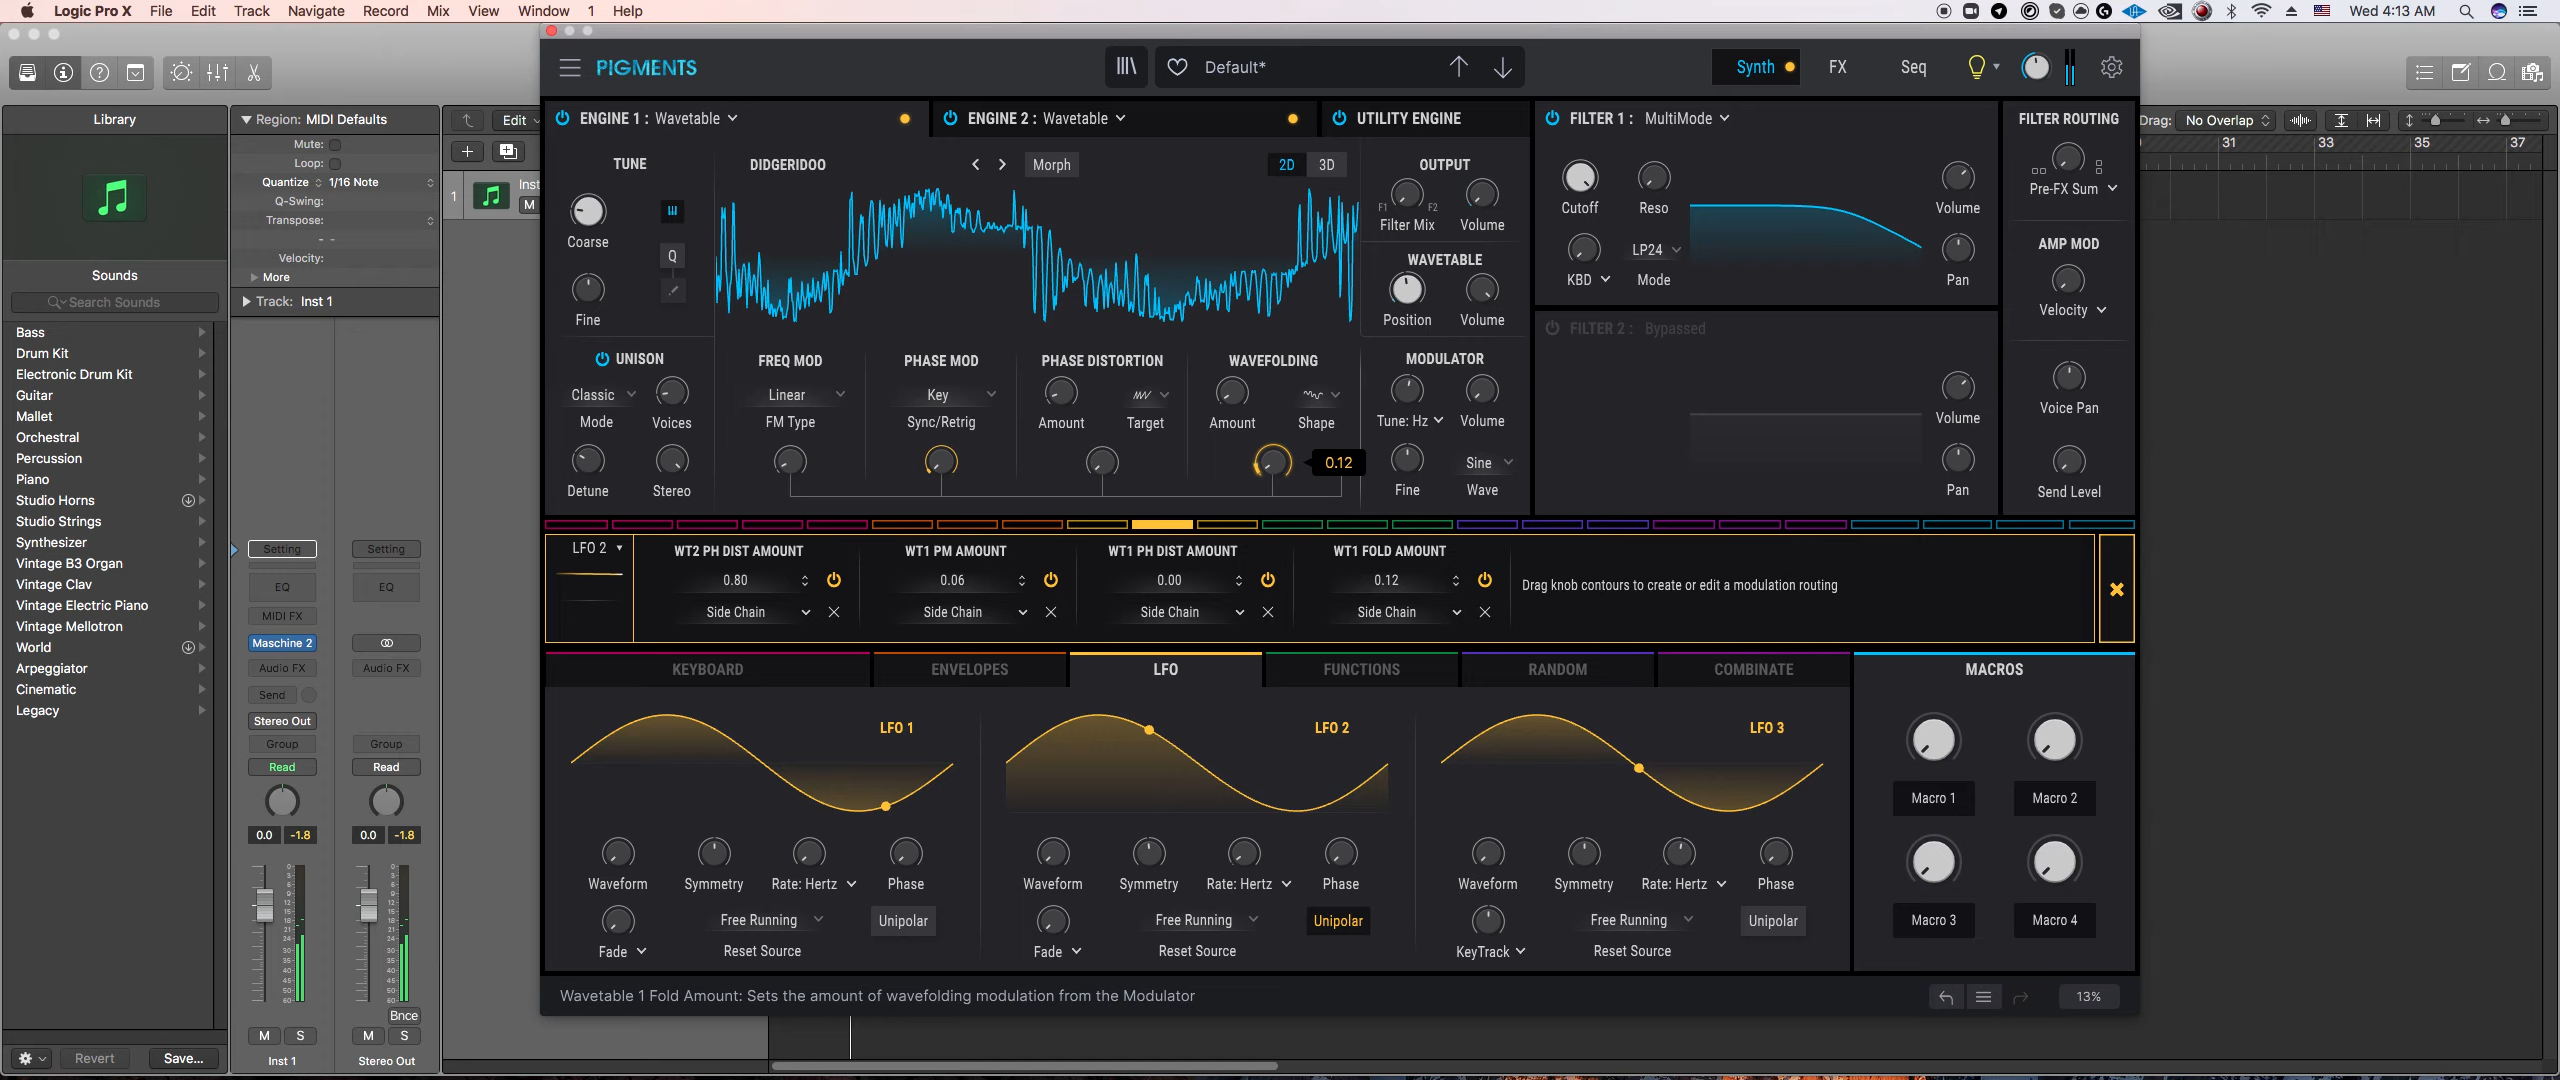 Logic Pro X File Edit Track Navigate Record Mix View Window 1 Help
Wed 4:13 AM
PIGMENTS
Default*
Synth FX Seq
Library
Region: MIDI Defaults
Mute:
Loop:
Quantize 1/16 Note
Q-Swing:
Transpose:
- -
Velocity:
More
Track: Inst 1
Edit
1 Inst
M
Drag: No Overlap
31 33 35 37
Sounds
Search Sounds
Bass
Drum Kit
Electronic Drum Kit
Guitar
Mallet
Orchestral
Percussion
Piano
Studio Horns
Studio Strings
Synthesizer
Vintage B3 Organ
Vintage Clav
Vintage Electric Piano
Vintage Mellotron
World
Arpeggiator
Cinematic
Legacy
Revert Save...
Setting Setting
EQ EQ
MIDI FX
Maschine 2
Audio FX Audio FX
Send
Stereo Out
Group Group
Read Read
0.0 -1.8 0.0 -1.8
Bnce
M S M S
Inst 1 Stereo Out
ENGINE 1 : Wavetable
ENGINE 2 : Wavetable
UTILITY ENGINE
TUNE
DIDGERIDOO
Morph
2D 3D
Coarse
Q
Fine
OUTPUT
F1 F2
Filter Mix Volume
WAVETABLE
Position Volume
UNISON
Classic
Mode Voices
Detune Stereo
FREQ MOD
Linear
FM Type
PHASE MOD
Key
Sync/Retrig
PHASE DISTORTION
Amount Target
WAVEFOLDING
Amount Shape
0.12
MODULATOR
Tune: Hz Volume
Sine
Fine Wave
FILTER 1 : MultiMode
Cutoff Reso Volume
LP24
KBD Mode Pan
FILTER 2 : Bypassed
Volume
Pan
FILTER ROUTING
Pre-FX Sum
AMP MOD
Velocity
Voice Pan
Send Level
LFO 2
WT2 PH DIST AMOUNT
0.80
Side Chain
WT1 PM AMOUNT
0.06
Side Chain
WT1 PH DIST AMOUNT
0.00
Side Chain
WT1 FOLD AMOUNT
0.12
Side Chain
Drag knob contours to create or edit a modulation routing
KEYBOARD ENVELOPES LFO FUNCTIONS RANDOM COMBINATE MACROS
LFO 1
Waveform Symmetry Rate: Hertz Phase
Free Running Unipolar
Fade Reset Source
LFO 2
Waveform Symmetry Rate: Hertz Phase
Free Running Unipolar
Fade Reset Source
LFO 3
Waveform Symmetry Rate: Hertz Phase
Free Running Unipolar
KeyTrack Reset Source
Macro 1 Macro 2
Macro 3 Macro 4
Wavetable 1 Fold Amount: Sets the amount of wavefolding modulation from the Modulator
13%